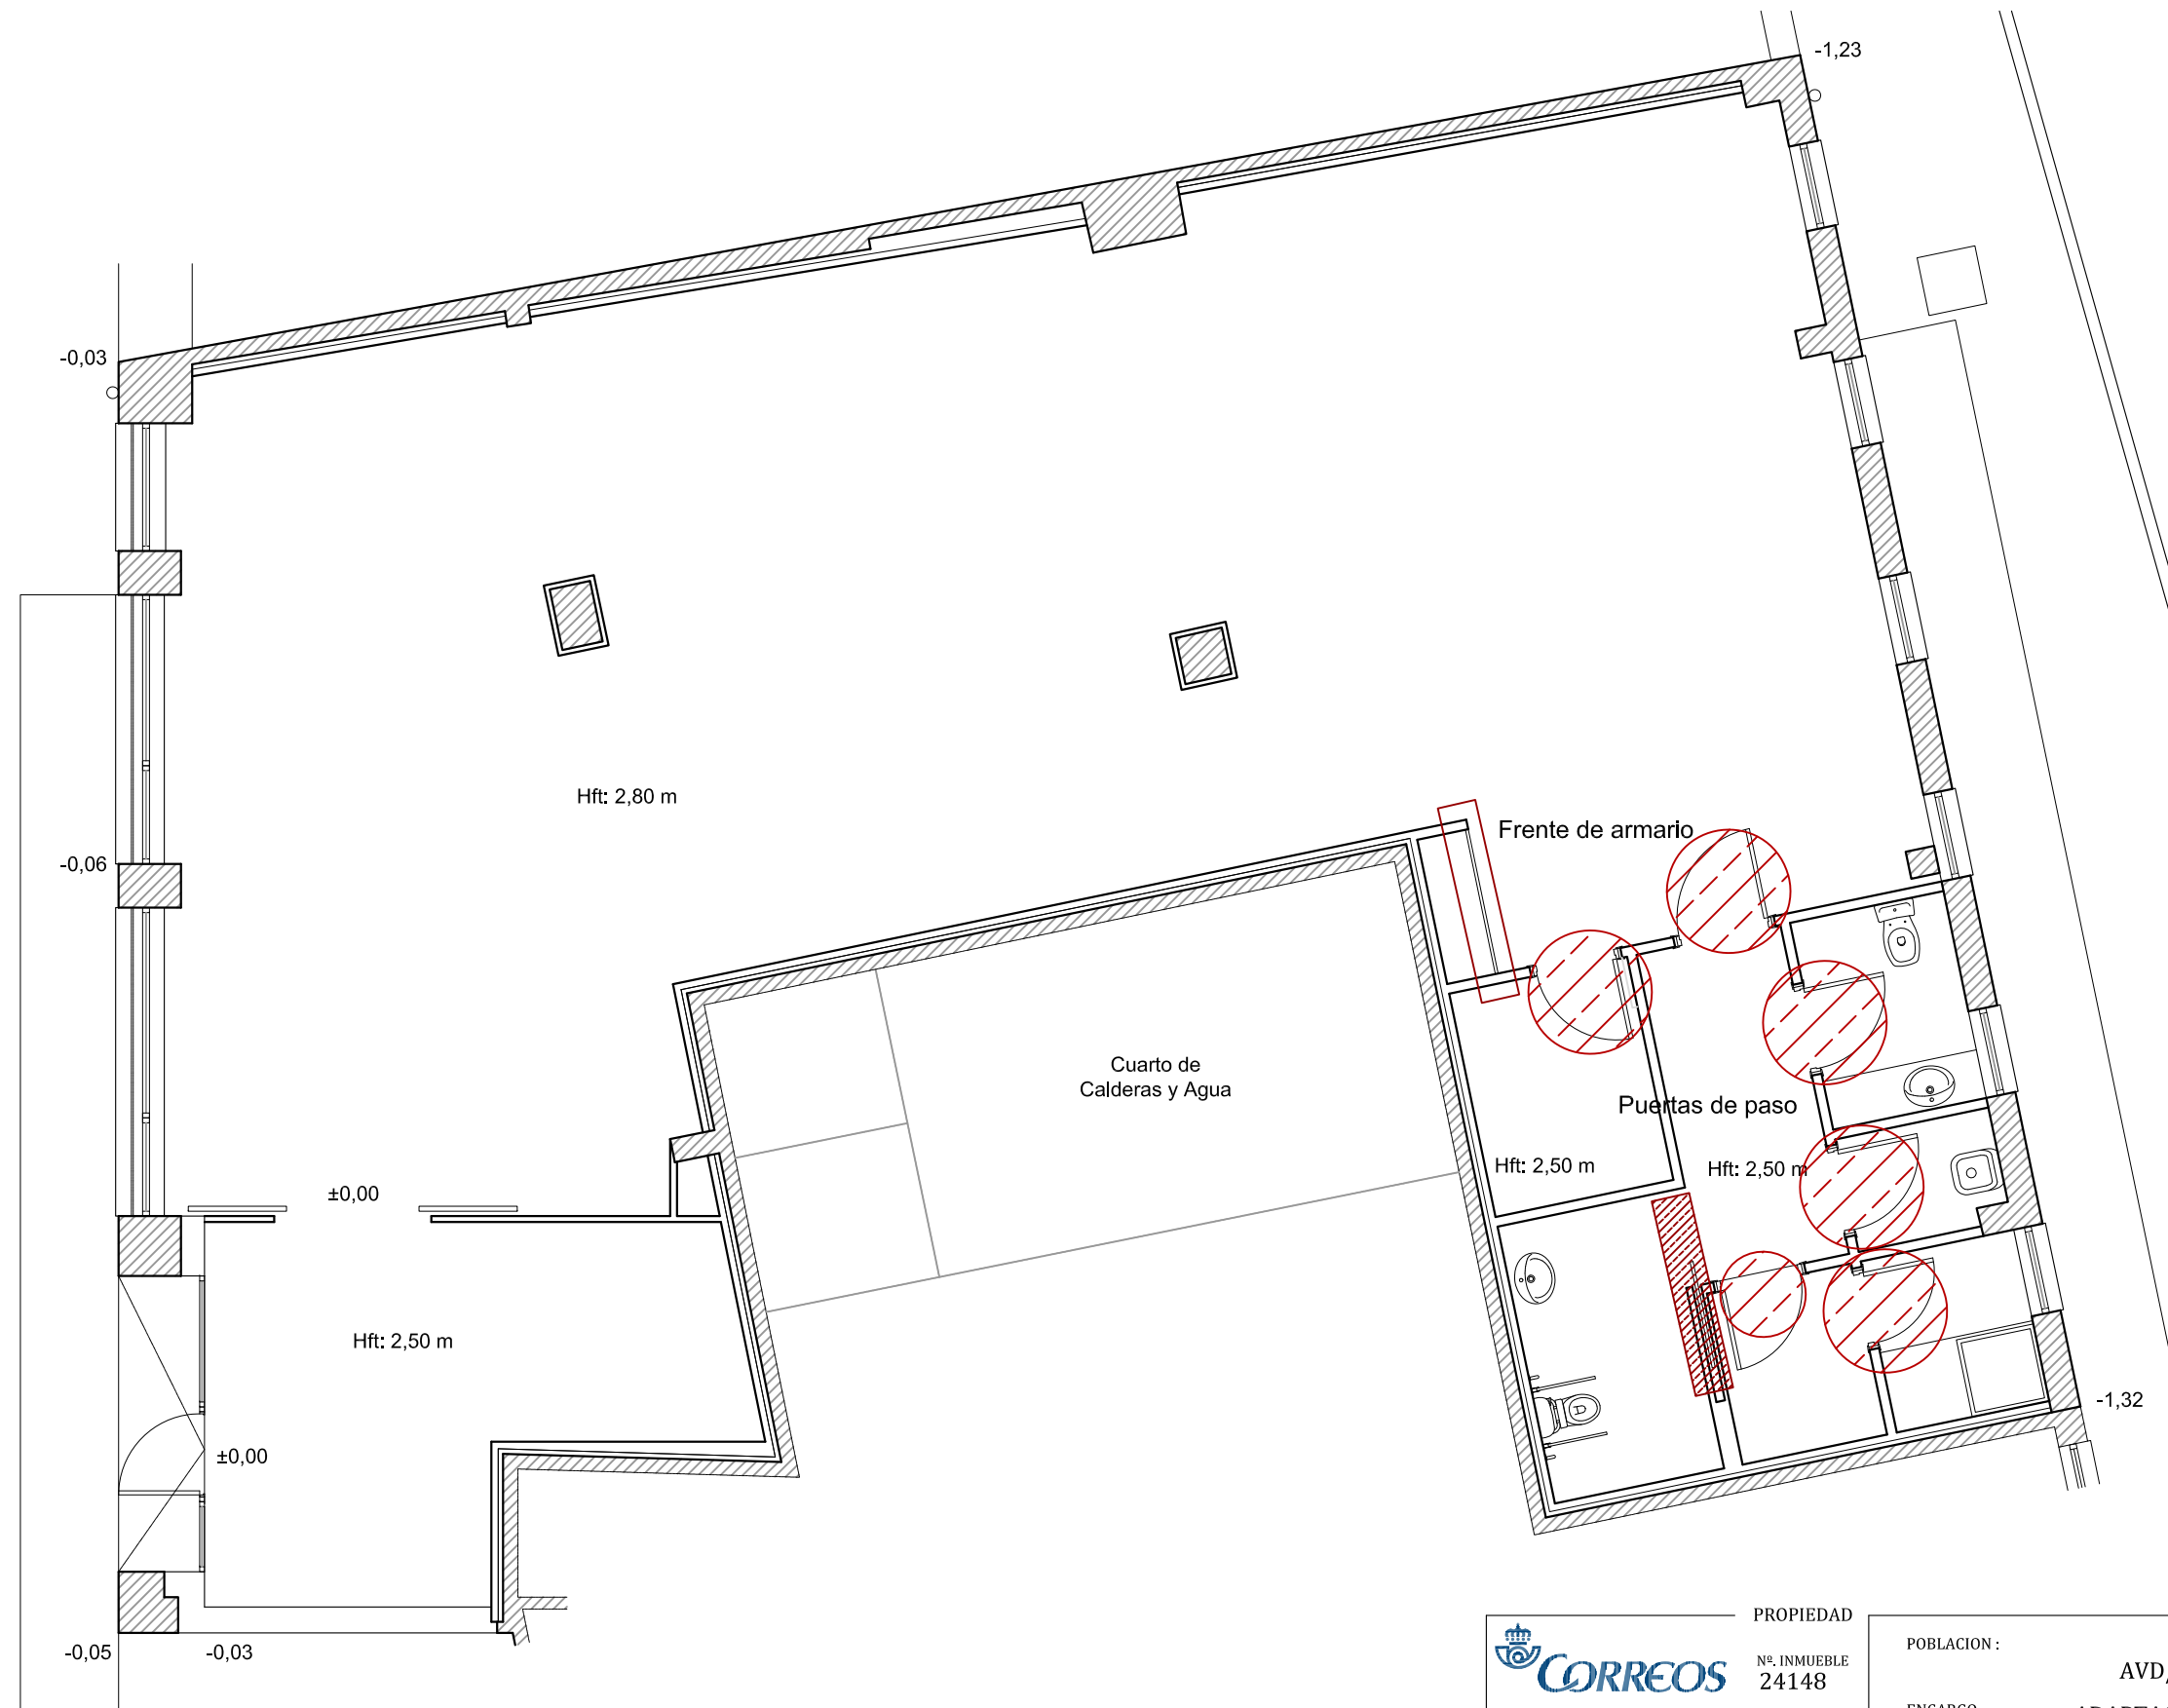 -1,23
-0,03
Hft: 2,80 m
Frente de armario
-0,06
Cuarto de
Calderas y Agua
Puertas de paso
Hft: 2,50 m
Hft: 2,50 m
±0,00
Hft: 2,50 m
±0,00
-1,32
-0,05
-0,03
PROPIEDAD
CORREOS
Nº. INMUEBLE
24148
POBLACION :
AVD,